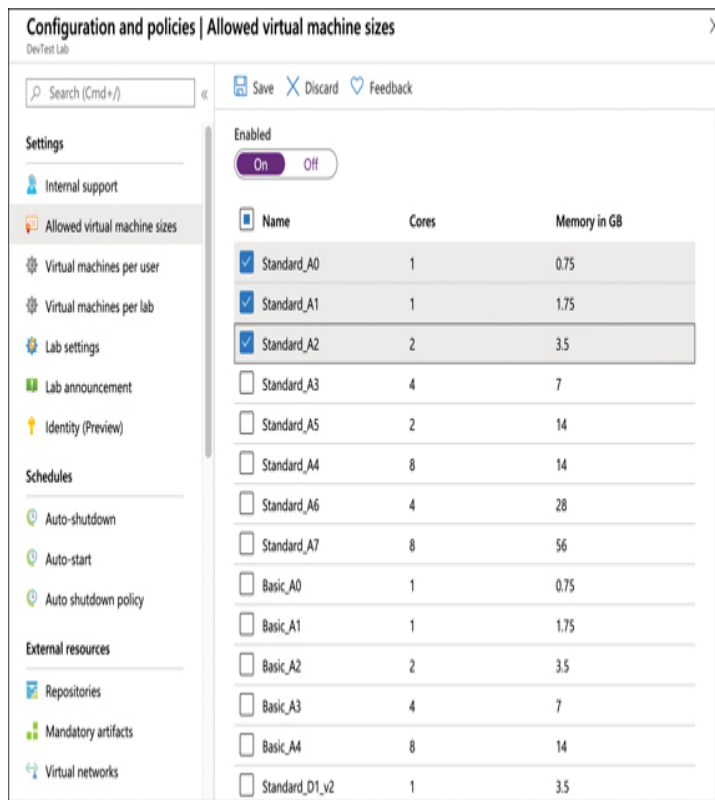 Configuration and policies | Allowed virtual machine sizes
DevTest Lab
Search (Cmd+/)
«
Settings
Internal support
Allowed virtual machine sizes
Virtual machines per user
Virtual machines per lab
Lab settings
Lab announcement
Identity (Preview)
Schedules
Auto-shutdown
Auto-start
Auto shutdown policy
External resources
Repositories
Mandatory artifacts
Virtual networks
Save Discard Feedback
Enabled
On Off
Name Cores Memory in GB
Standard_A0 1 0.75
Standard_A1 1 1.75
Standard_A2 2 3.5
Standard_A3 4 7
Standard_A5 2 14
Standard_A4 8 14
Standard_A6 4 28
Standard_A7 8 56
Basic_A0 1 0.75
Basic_A1 1 1.75
Basic_A2 2 3.5
Basic_A3 4 7
Basic_A4 8 14
Standard_D1_v2 1 3.5